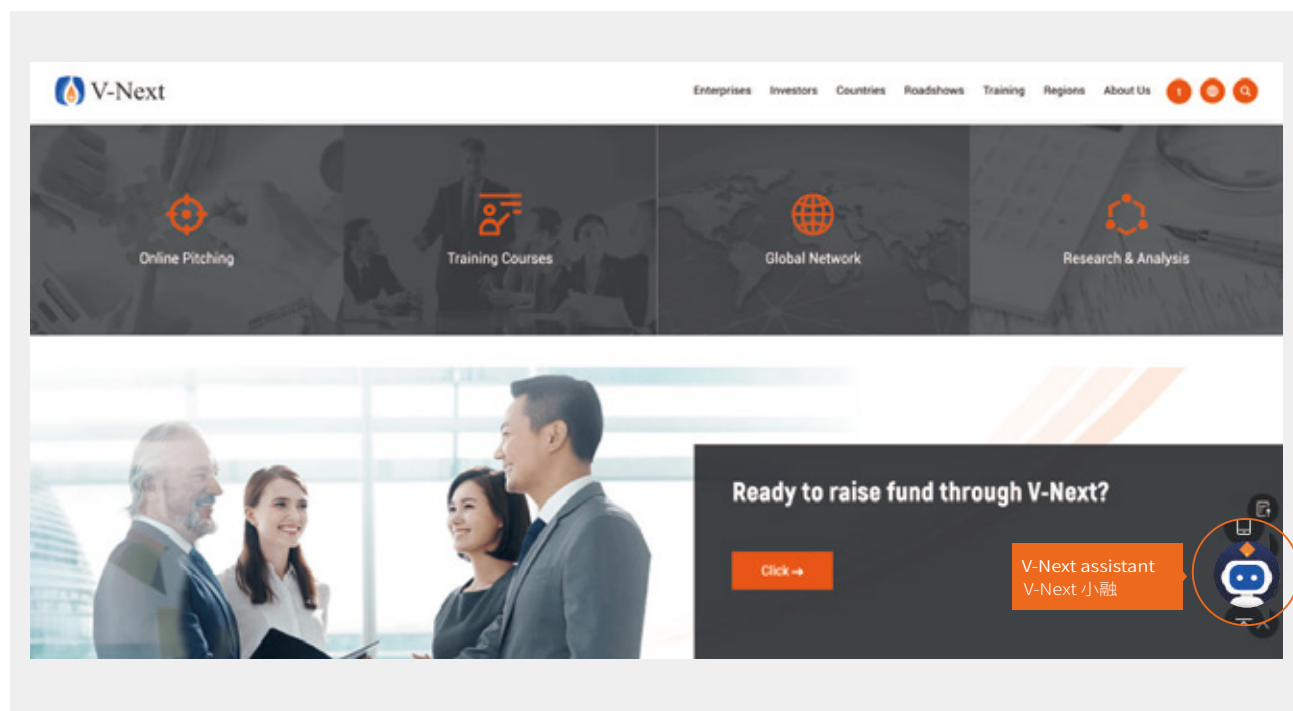 V-Next
Enterprises Investors Countries Roadshows Training Regions About Us
Online Pitching
Training Courses
Global Network
Research & Analysis
Ready to raise fund through V-Next?
Click →
V-Next assistant
V-Next 小融